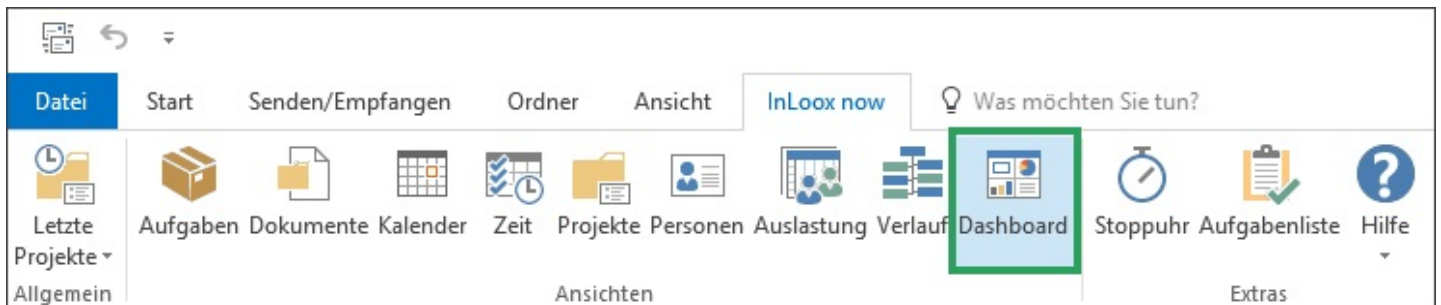 Datei Start Senden/Empfangen Ordner Ansicht InLoox now Was möchten Sie tun?
Letzte Aufgaben Dokumente Kalender Zeit Projekte Personen Auslastung Verlauf Dashboard Stoppuhr Aufgabenliste Hilfe
Projekte
Allgemein Ansichten Extras